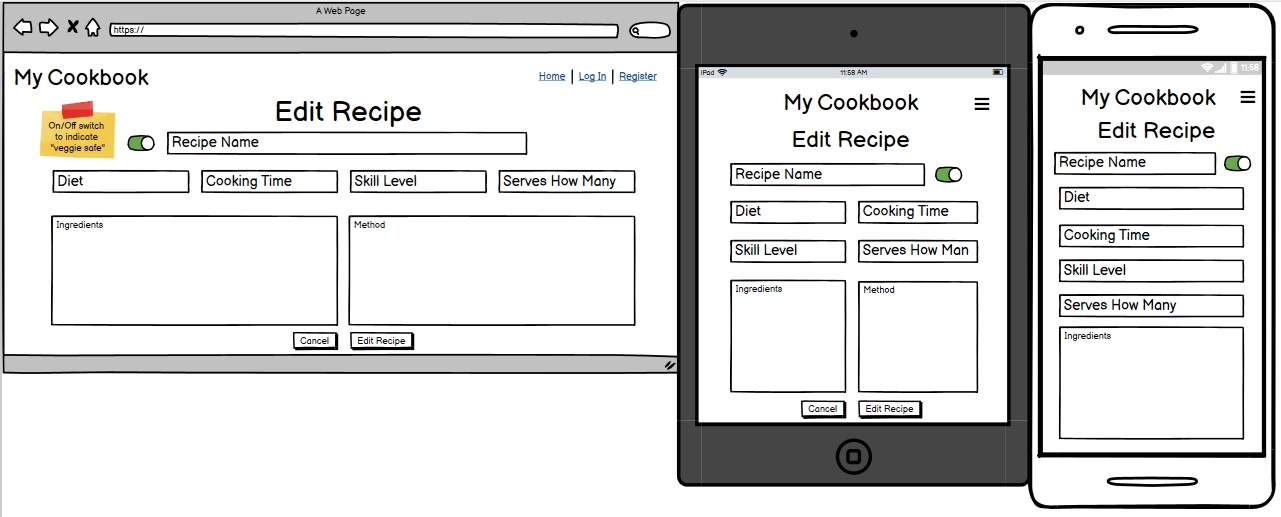 A Web Page
https://
My Cookbook
Home | Log In | Register
Edit Recipe
On/Off switch
to indicate
"veggie safe"
Recipe Name
Diet
Cooking Time
Skill Level
Serves How Many
Ingredients
Method
Cancel
Edit Recipe
iPad
11:58 AM
My Cookbook
Edit Recipe
Recipe Name
Diet
Cooking Time
Skill Level
Serves How Man
Ingredients
Method
Cancel
Edit Recipe
11:58
My Cookbook
Edit Recipe
Recipe Name
Diet
Cooking Time
Skill Level
Serves How Many
Ingredients